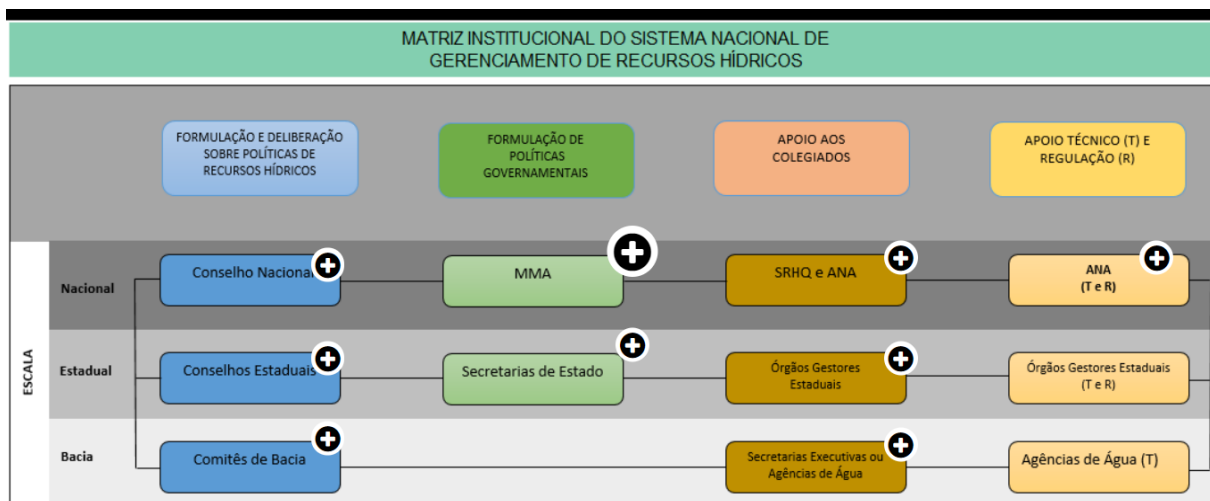 MATRIZ INSTITUCIONAL DO SISTEMA NACIONAL DE
GERENCIAMENTO DE RECURSOS HÍDRICOS
FORMULAÇÃO E DELIBERAÇÃO
SOBRE POLÍTICAS DE
RECURSOS HÍDRICOS
FORMULAÇÃO DE
POLÍTICAS
GOVERNAMENTAIS
APOIO AOS
COLEGIADOS
APOIO TÉCNICO (T) E
REGULAÇÃO (R)
ESCALA
Nacional
Conselho Nacional
MMA
SRHQ e ANA
ANA
(T e R)
Estadual
Conselhos Estaduais
Secretarias de Estado
Órgãos Gestores
Estaduais
Órgãos Gestores Estaduais
(T e R)
Bacia
Comitês de Bacia
Secretarias Executivas ou
Agências de Água
Agências de Água (T)